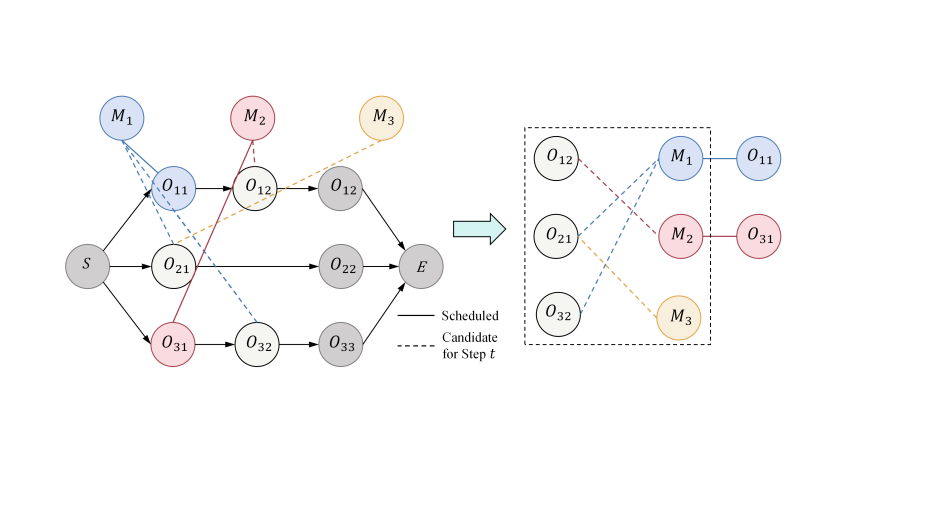 M₁ M₂ M₃
O₁₁ O₁₂ O₁₂
S O₂₁ O₂₂ E
O₃₁ O₃₂ O₃₃
Scheduled
Candidate
for Step t
O₁₂ M₁ O₁₁
O₂₁ M₂ O₃₁
O₃₂ M₃